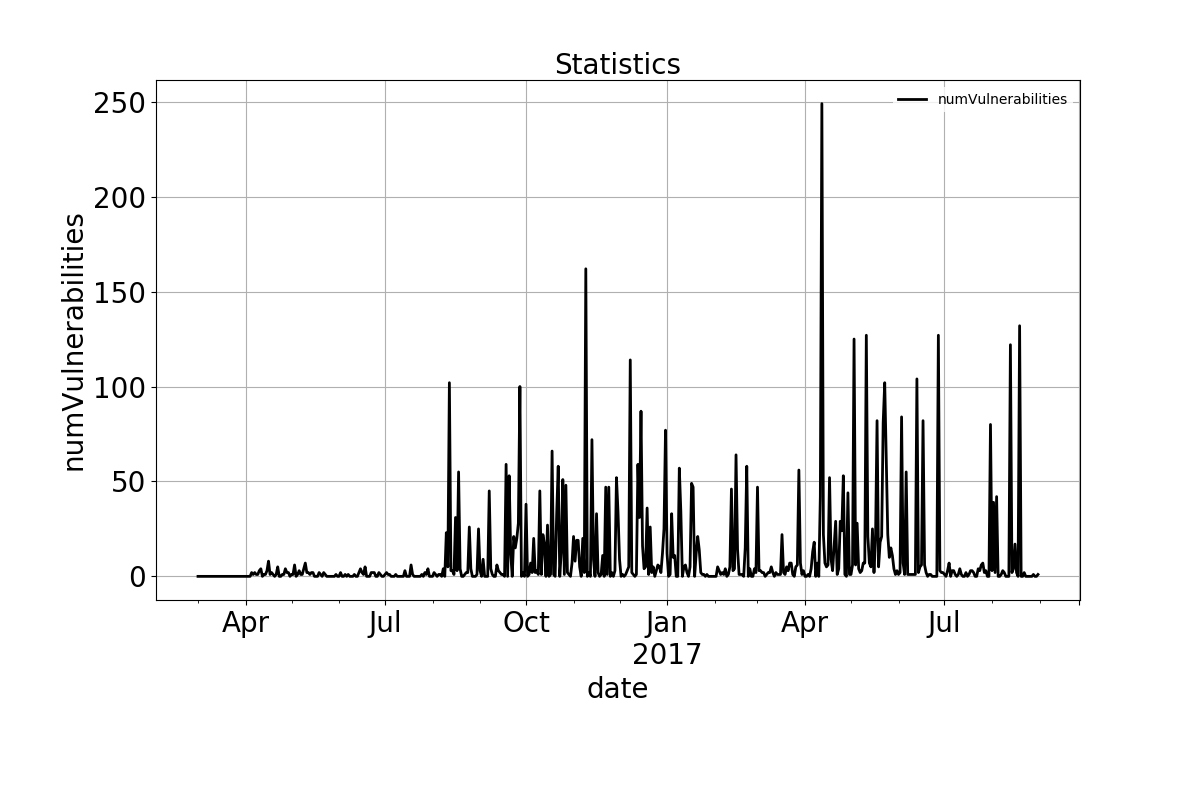 Statistics
numVulnerabilities
250
200
150
100
50
0
numVulnerabilities
Apr Jul Oct Jan Apr Jul
2017
date